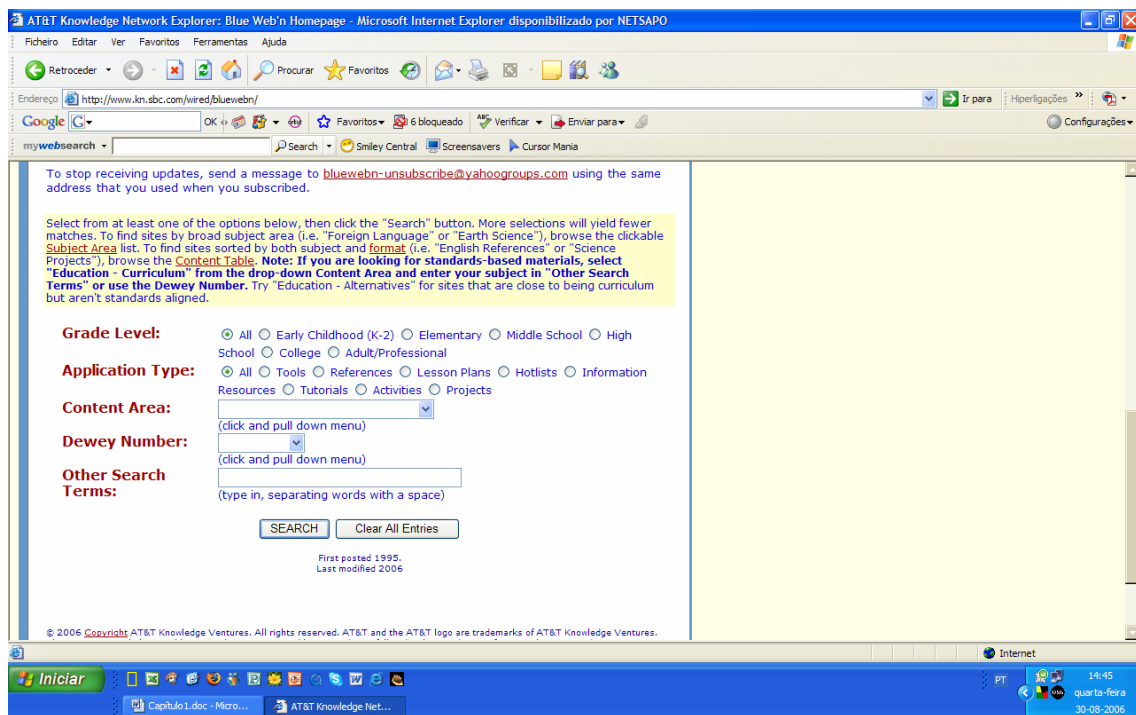 AT&T Knowledge Network Explorer: Blue Web'n Homepage - Microsoft Internet Explorer disponibilizado por NETSAPO
Ficheiro Editar Ver Favoritos Ferramentas Ajuda
Retroceder Procurar Favoritos
Endereço http://www.kn.sbc.com/wired/bluewebn/ Ir para Hiperligações »
Google G OK Favoritos 6 bloqueado ABC Verificar Enviar para Configurações
mywebsearch Search Smiley Central Screensavers Cursor Mania
To stop receiving updates, send a message to bluewebn-unsubscribe@yahoogroups.com using the same
address that you used when you subscribed.
Select from at least one of the options below, then click the "Search" button. More selections will yield fewer
matches. To find sites by broad subject area (i.e. "Foreign Language" or "Earth Science"), browse the clickable
Subject Area list. To find sites sorted by both subject and format (i.e. "English References" or "Science
Projects"), browse the Content Table. Note: If you are looking for standards-based materials, select
"Education - Curriculum" from the drop-down Content Area and enter your subject in "Other Search
Terms" or use the Dewey Number. Try "Education - Alternatives" for sites that are close to being curriculum
but aren't standards aligned.
Grade Level: All Early Childhood (K-2) Elementary Middle School High
School College Adult/Professional
Application Type: All Tools References Lesson Plans Hotlists Information
Resources Tutorials Activities Projects
Content Area:
(click and pull down menu)
Dewey Number:
(click and pull down menu)
Other Search
Terms:
(type in, separating words with a space)
SEARCH Clear All Entries
First posted 1995.
Last modified 2006
© 2006 Copyright AT&T Knowledge Ventures. All rights reserved. AT&T and the AT&T logo are trademarks of AT&T Knowledge Ventures.
Internet
Iniciar PT 14:45
quarta-feira
Capítulo1.doc - Micro... AT&T Knowledge Net... 30-08-2006